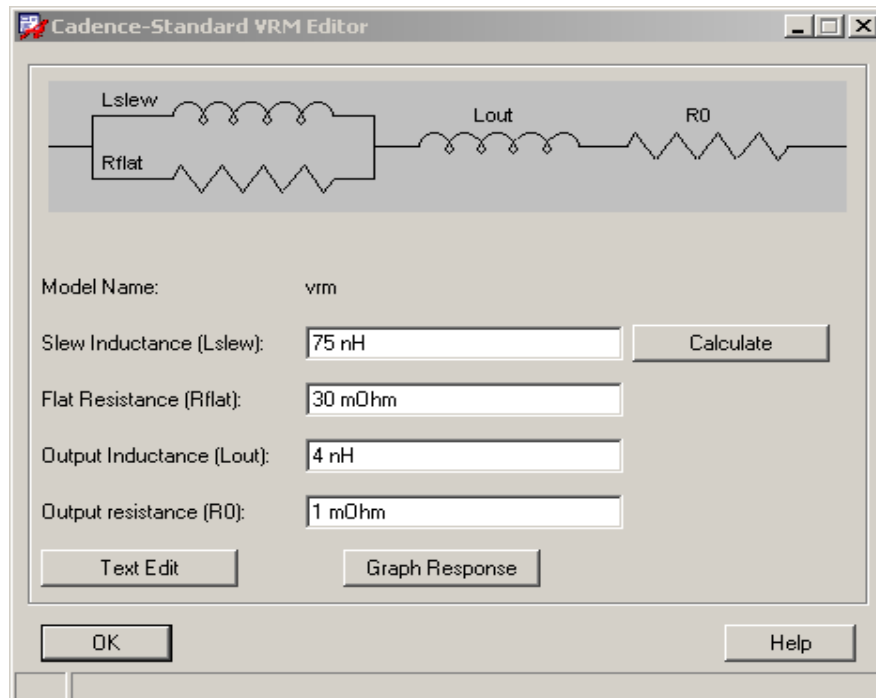 Cadence-Standard VRM Editor
Lslew
Lout
R0
Rflat
Model Name: vrm
Slew Inductance (Lslew): 75 nH Calculate
Flat Resistance (Rflat): 30 mOhm
Output Inductance (Lout): 4 nH
Output resistance (R0): 1 mOhm
Text Edit Graph Response
OK Help